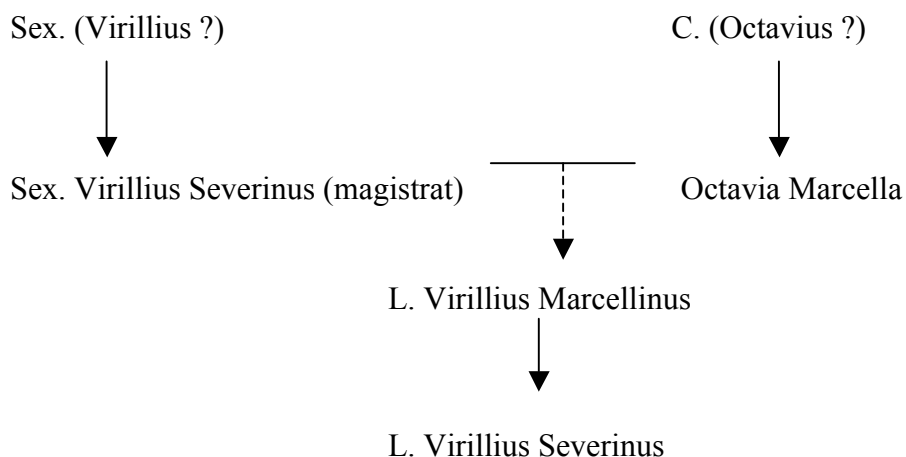 Sex. (Virillius ?)
C. (Octavius ?)
Sex. Virillius Severinus (magistrat)
Octavia Marcella
L. Virillius Marcellinus
L. Virillius Severinus